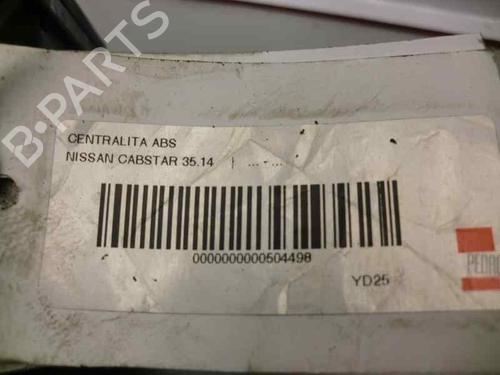 B-PARTS
CENTRALITA ABS
NISSAN CABSTAR 35.14 | ... - ...
0000000000504498
YD25